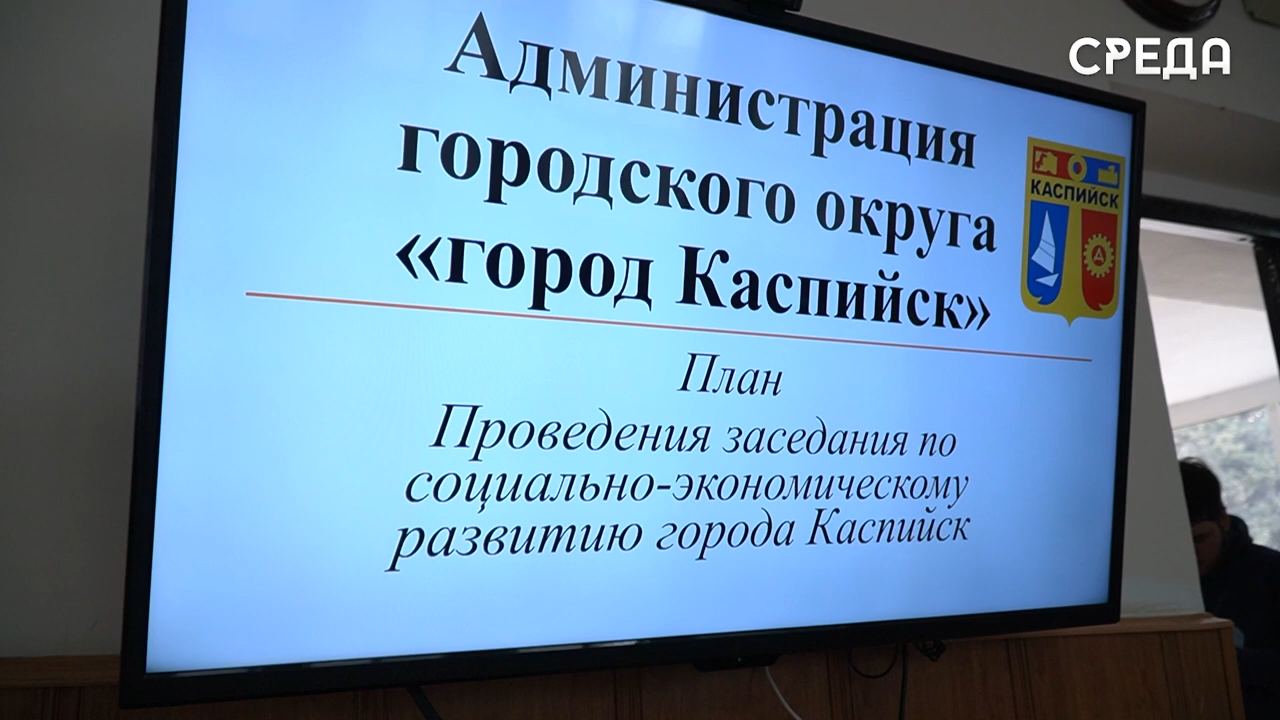 СРЕДА
Администрация
городского округа
«город Каспийск»
КАСПИЙСК
План
Проведения заседания по
социально-экономическому
развитию города Каспийск